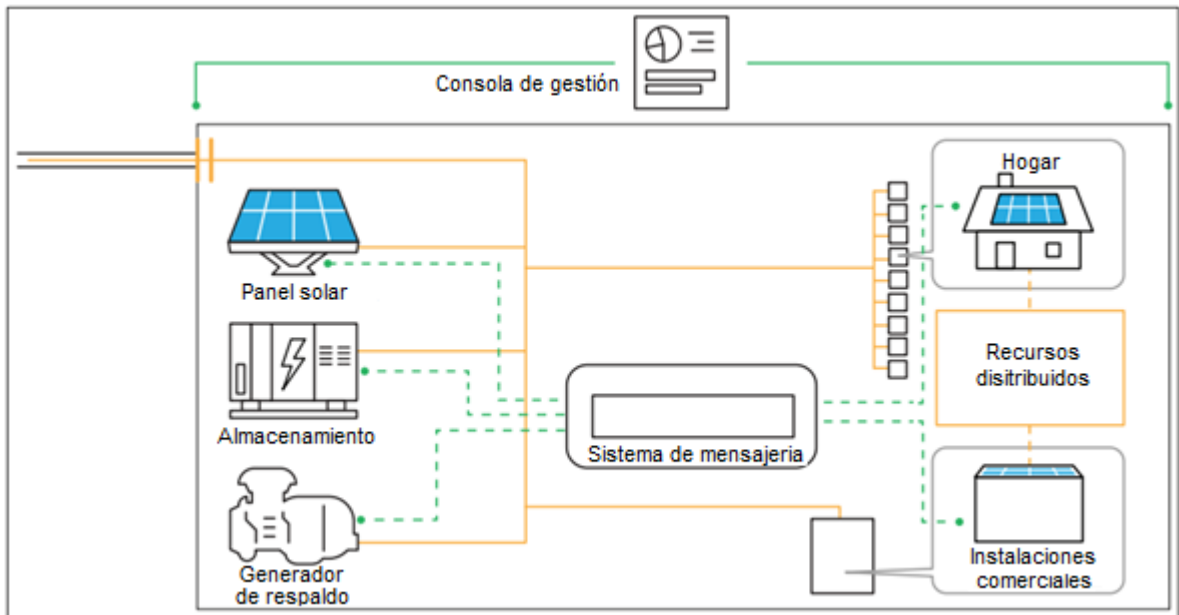 Consola de gestión
Hogar
Panel solar
Recursos
disitribuidos
Almacenamiento
Sistema de mensajeria
Generador
de respaldo
Instalaciones
comerciales